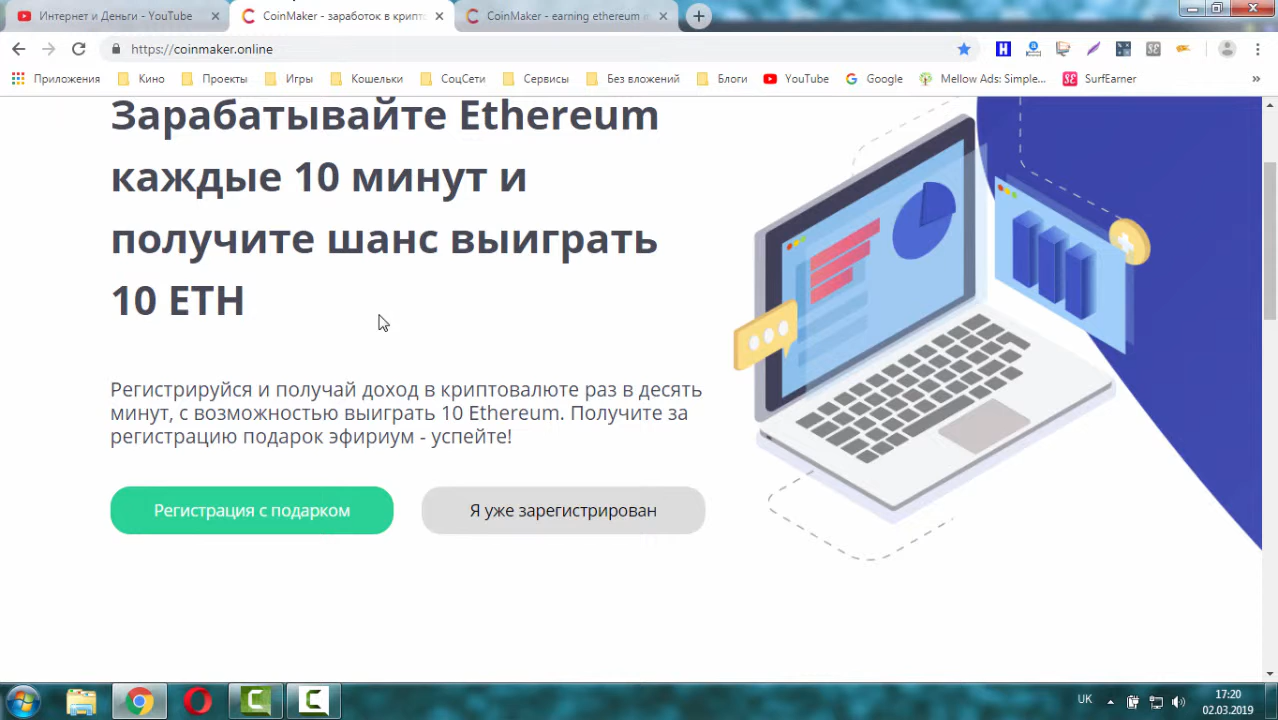 Интернет и Деньги - YouTube
CoinMaker - заработок в крипт
CoinMaker - earning ethereum
https://coinmaker.online
Приложения
Кино
Проекты
Игры
Кошельки
СоцСети
Сервисы
Без вложений
Блоги
YouTube
Google
Mellow Ads: Simple...
SurfEarner
Зарабатывайте Ethereum
каждые 10 минут и
получите шанс выиграть
10 ETH
Регистрируйся и получай доход в криптовалюте раз в десять
минут, с возможностью выиграть 10 Ethereum. Получите за
регистрацию подарок эфириум - успейте!
Регистрация с подарком
Я уже зарегистрирован
UK
17:20
02.03.2019